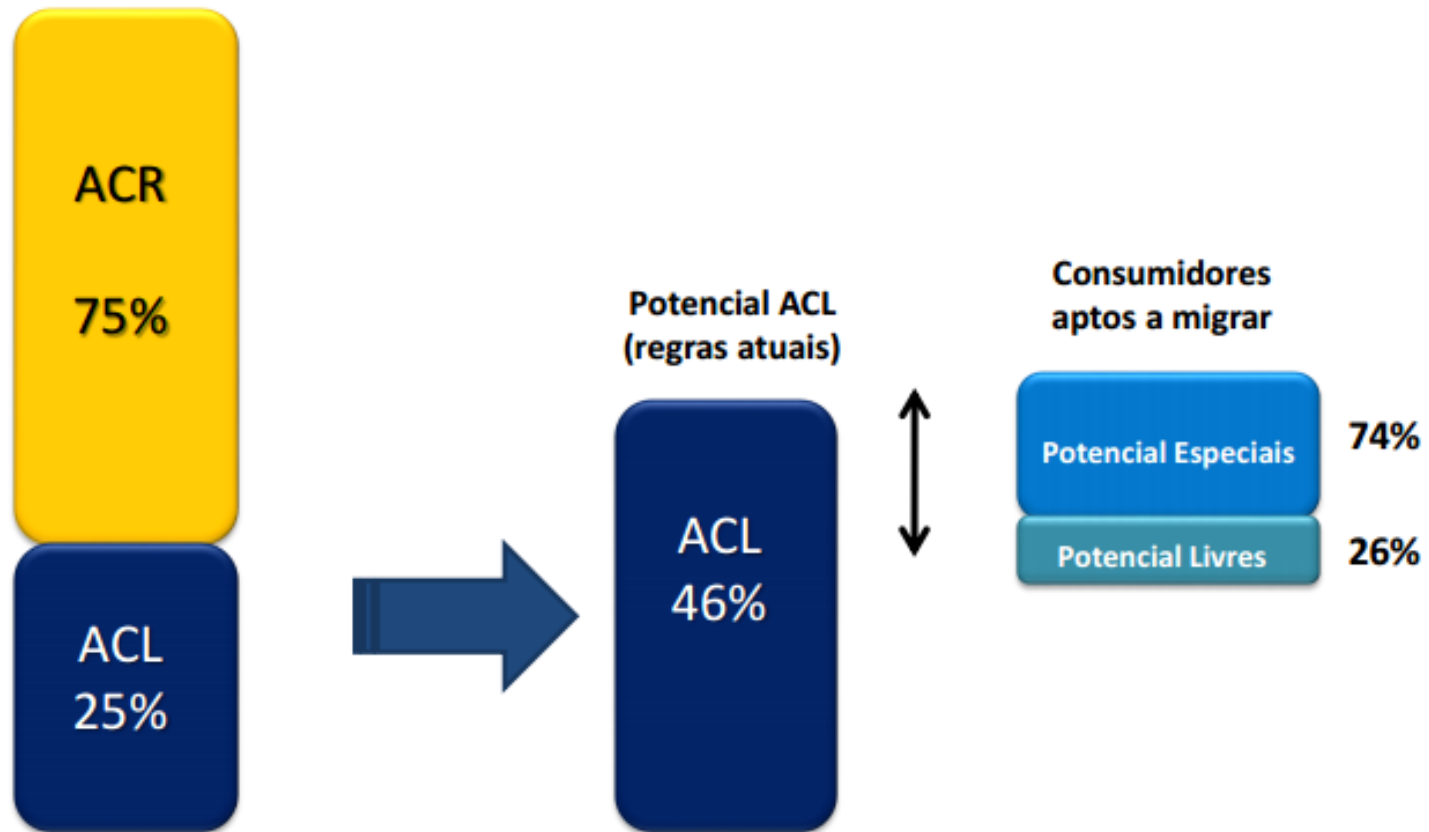 ACR
75%
ACL
25%
Potencial ACL
(regras atuais)
ACL
46%
Consumidores
aptos a migrar
Potencial Especiais
74%
Potencial Livres
26%